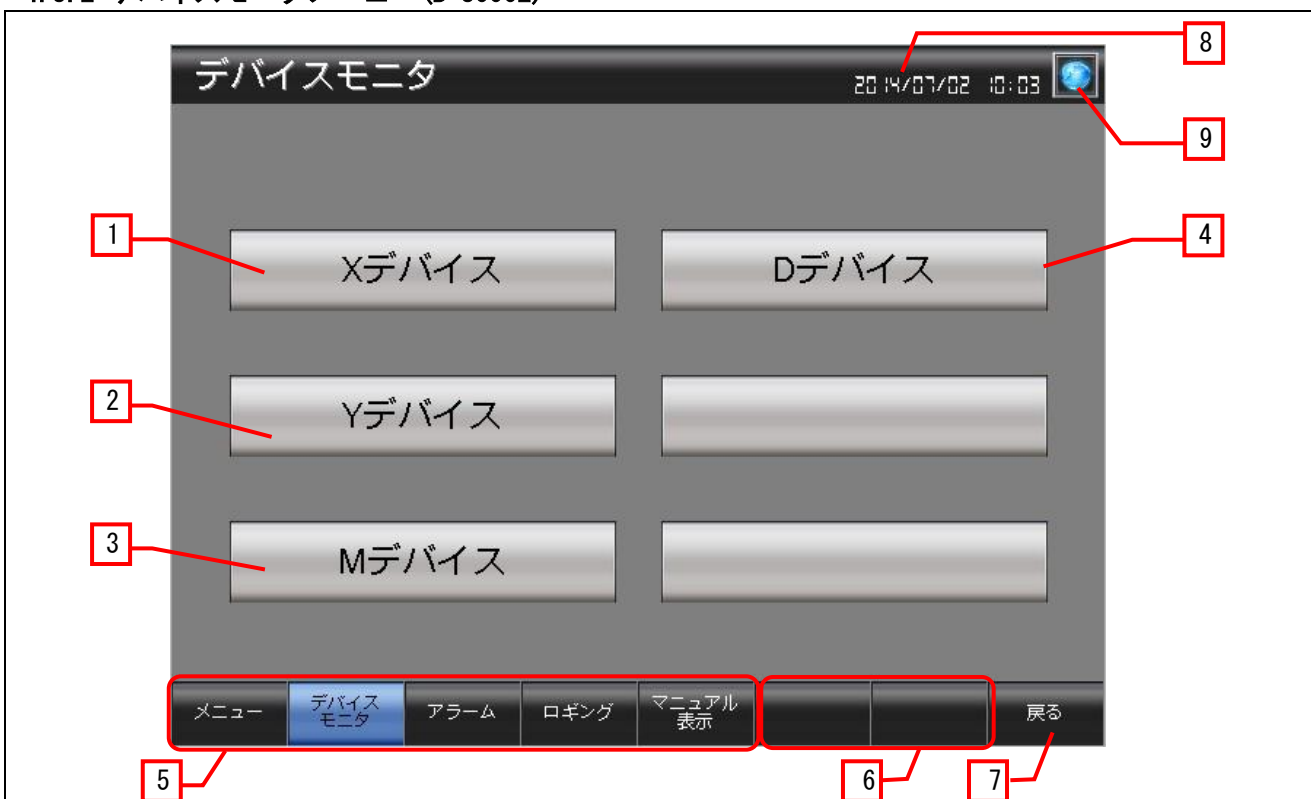 8
デバイスモニタ
2014/07/02 10:03
9
1
4
Xデバイス
Dデバイス
2
Yデバイス
3
Mデバイス
メニュー
デバイス
モニタ
アラーム
ロギング
マニュアル
表示
戻る
5
6
7